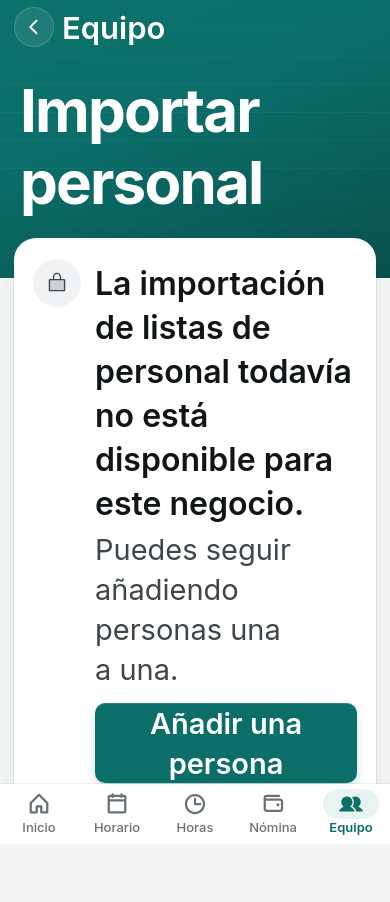 Equipo
Importar
personal
La importación
de listas de
personal todavía
no está
disponible para
este negocio.
Puedes seguir
añadiendo
personas una
a una.
Añadir una
persona
Inicio
Horario
Horas
Nómina
Equipo